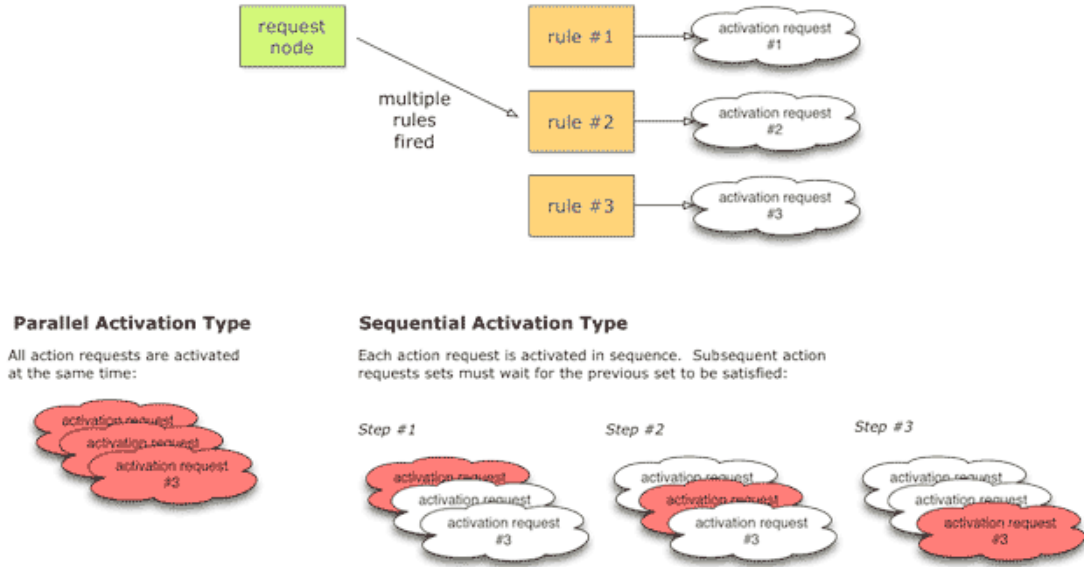 request
node
multiple
rules
fired
rule #1
activation request
#1
rule #2
activation request
#2
rule #3
activation request
#3
Parallel Activation Type
All action requests are activated
at the same time:
activation request
activation request
activation request
#3
Sequential Activation Type
Each action request is activated in sequence.  Subsequent action
requests sets must wait for the previous set to be satisfied:
Step #1
activation request
activation request
activation request
#3
Step #2
activation request
activation request
activation request
#3
Step #3
activation request
activation request
activation request
#3